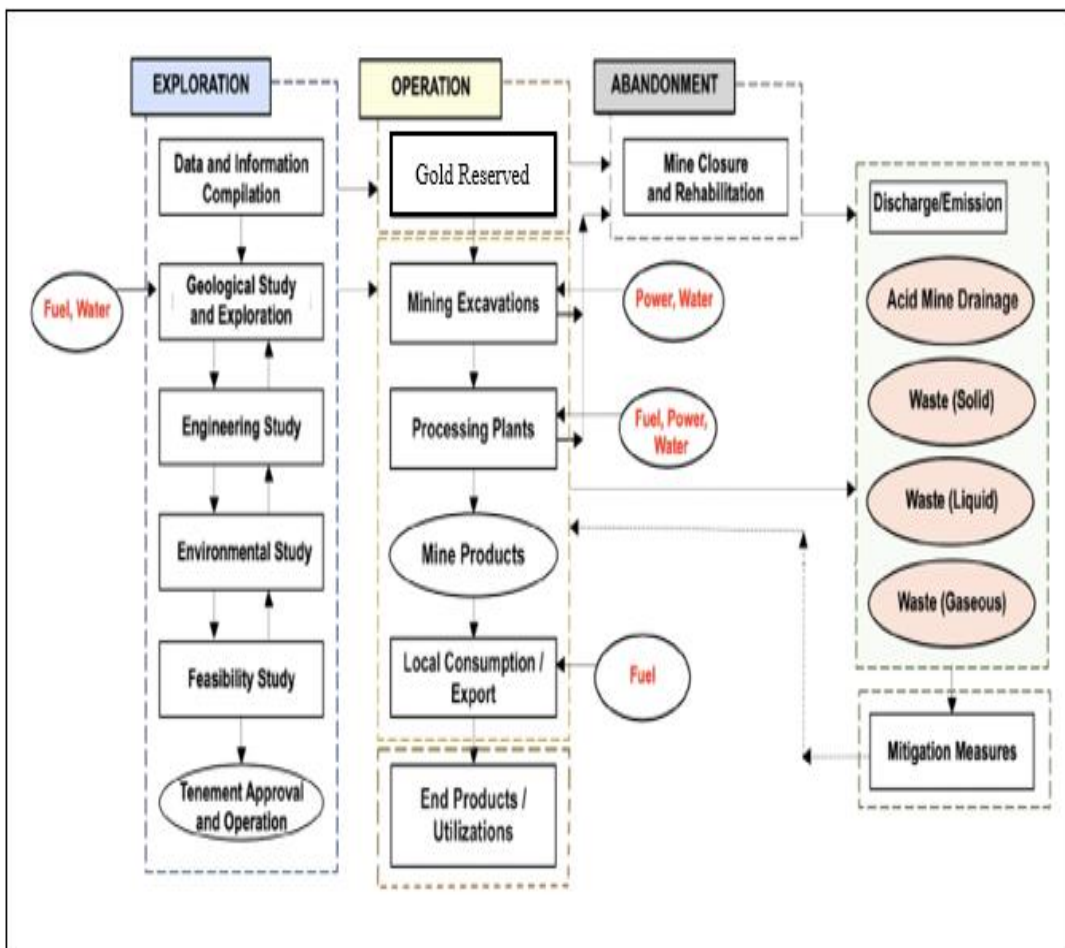 EXPLORATION
Data and Information
Compilation
Fuel, Water
Geological Study
and Exploration
Engineering Study
Environmental Study
Feasibility Study
Tenement Approval
and Operation
OPERATION
Gold Reserved
Mining Excavations
Power, Water
Processing Plants
Fuel, Power,
Water
Mine Products
Local Consumption /
Export
Fuel
End Products /
Utilizations
ABANDONMENT
Mine Closure
and Rehabilitation
Discharge/Emission
Acid Mine Drainage
Waste (Solid)
Waste (Liquid)
Waste (Gaseous)
Mitigation Measures